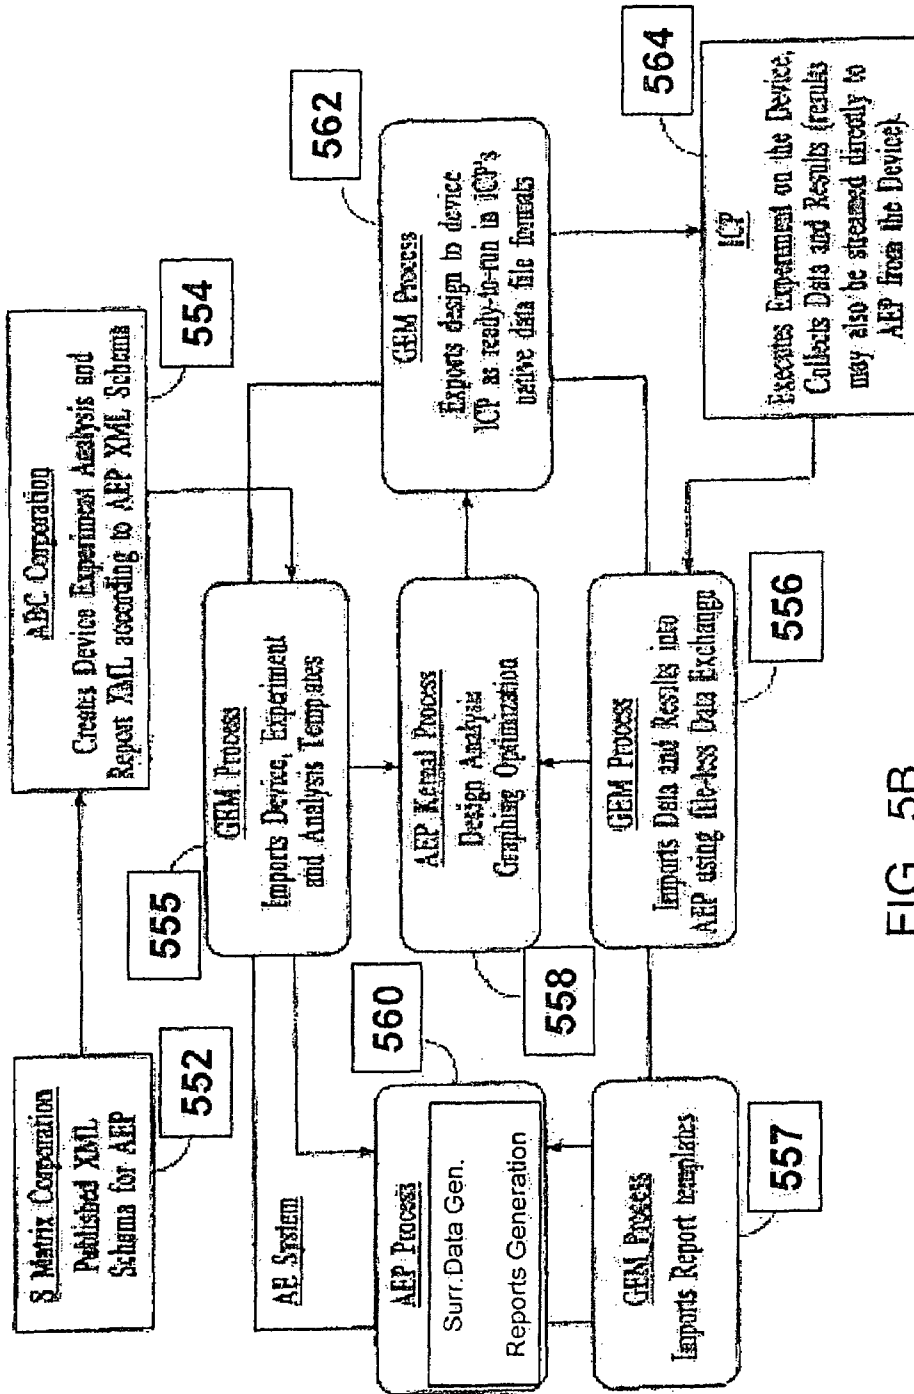 S Matrix Corporation
Published XML
Schema for AEP
552
ABC Corporation
Creates Device Experiment Analysis and
Report XML according to AEP XML Schema
554
555
GEM Process
Imports Device, Experiment
and Analysis Templates
562
GEM Process
Exports design to device
ICP as ready-to-run in ICP's
native data file formats
AE System
560
AEP Process
Surr.Data Gen.
Reports Generation
AEP Kernal Process
Design Analysis
Graphing Optimization
558
564
ICP
Executes Experiment on the Device,
Collects Data and Results (results
may also be streamed directly to
AEP from the Device).
GEM Process
Imports Report templates
557
GEM Process
Imports Data and Results into
AEP using file-less Data Exchange
556
FIG. 5B